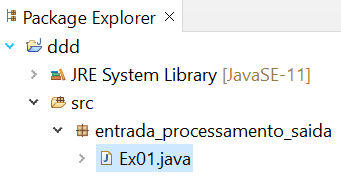 Package Explorer
ddd
JRE System Library [JavaSE-11]
src
entrada_processamento_saida
Ex01.java